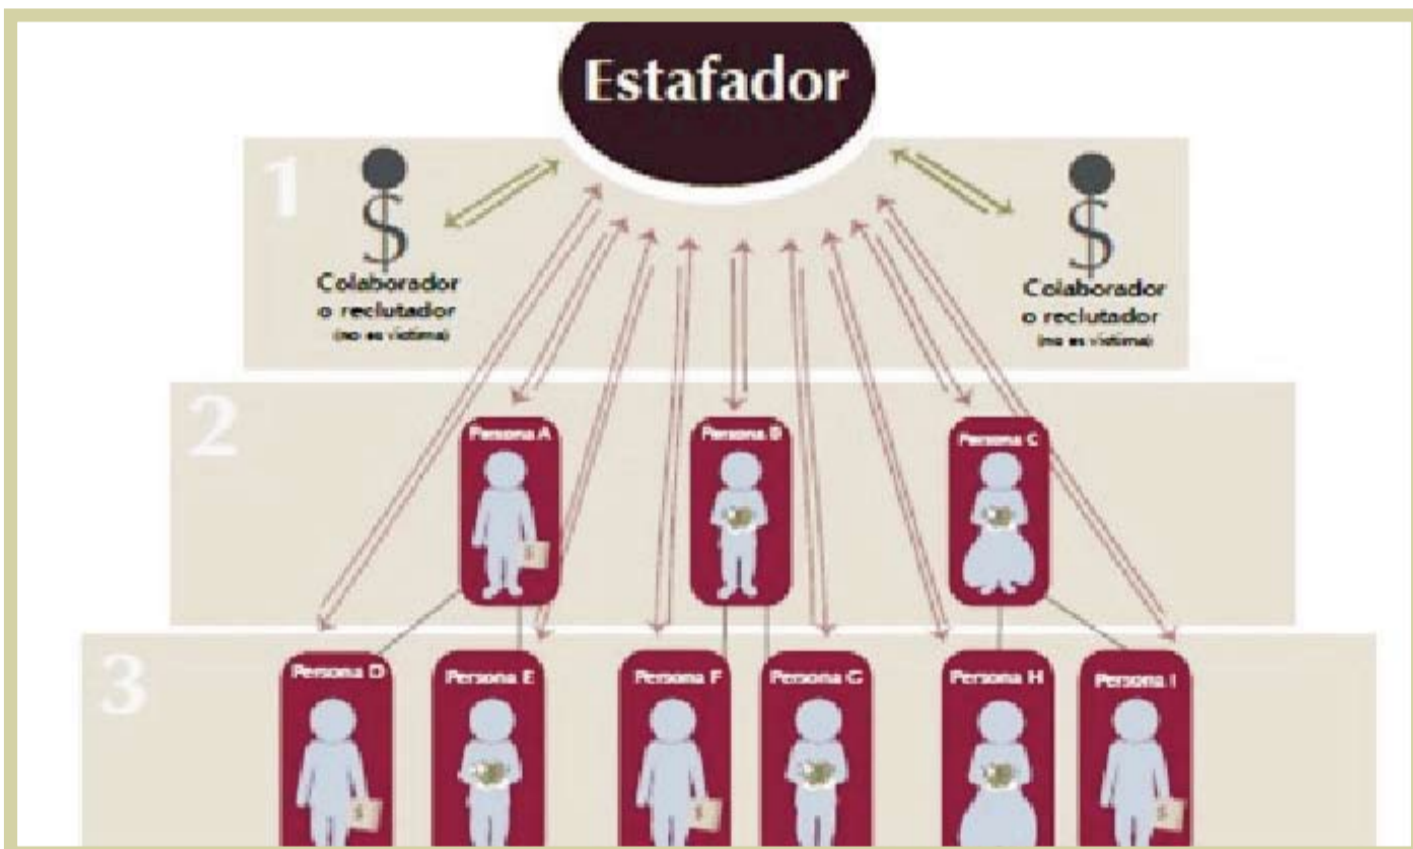 Estafador
1
Colaborador
o reclutador
(no es víctima)
Colaborador
o reclutador
(no es víctima)
2
Persona A
Persona B
Persona C
3
Persona D
Persona E
Persona F
Persona G
Persona H
Persona I